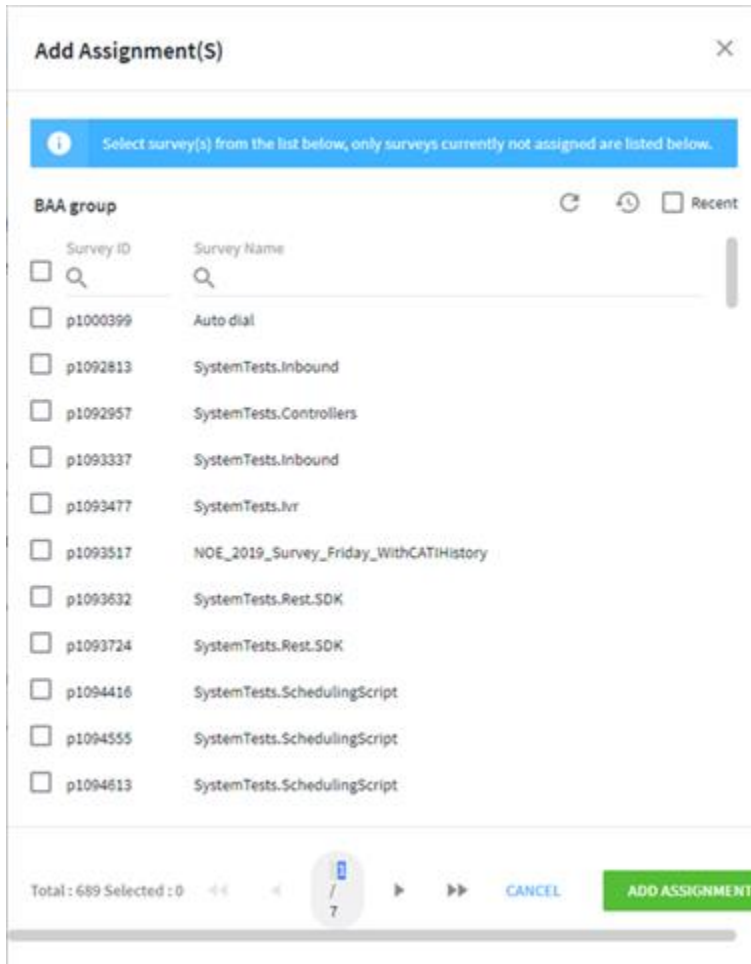 Add Assignment(S)
Select survey(s) from the list below, only surveys currently not assigned are listed below.
BAA group Recent
Survey ID Survey Name
p1000399 Auto dial
p1092813 SystemTests.Inbound
p1092957 SystemTests.Controllers
p1093337 SystemTests.Inbound
p1093477 SystemTests.Ivr
p1093517 NOE_2019_Survey_Friday_WithCATIHistory
p1093632 SystemTests.Rest.SDK
p1093724 SystemTests.Rest.SDK
p1094416 SystemTests.SchedulingScript
p1094555 SystemTests.SchedulingScript
p1094613 SystemTests.SchedulingScript
Total : 689 Selected : 0 1 / 7 CANCEL ADD ASSIGNMENT